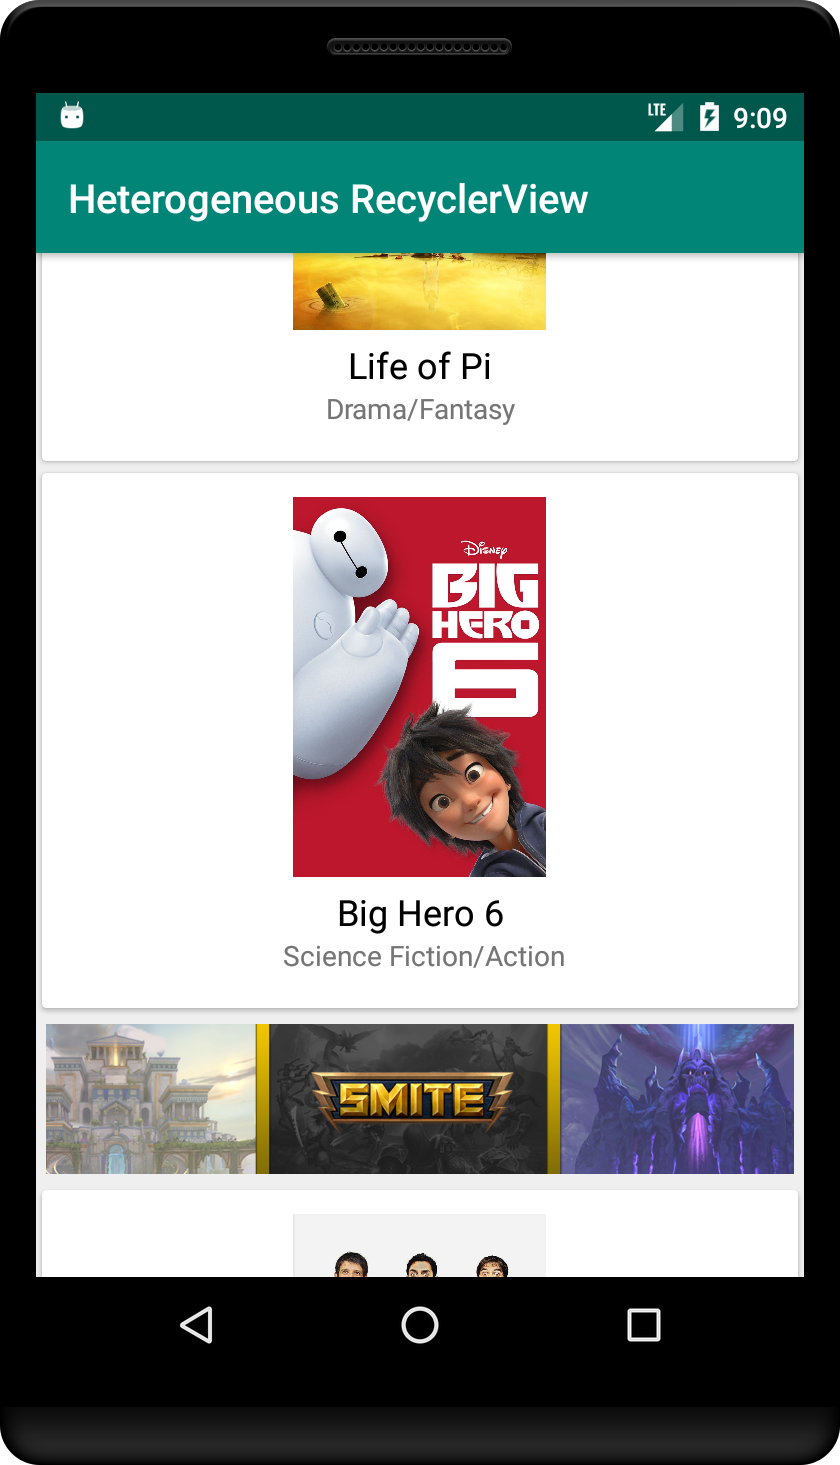 LTE 9:09
Heterogeneous RecyclerView
Life of Pi
Drama/Fantasy
Disney
BIG
HERO
6
Big Hero 6
Science Fiction/Action
SMITE